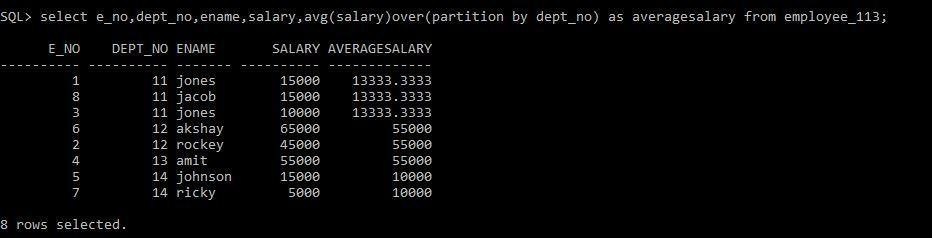 SQL> select e_no,dept_no,ename,salary,avg(salary)over(partition by dept_no) as averagesalary from employee_113;
      E_NO    DEPT_NO ENAME       SALARY AVERAGESALARY
---------- ---------- ------- ---------- -------------
         1         11 jones        15000    13333.3333
         8         11 jacob        15000    13333.3333
         3         11 jones        10000    13333.3333
         6         12 akshay       65000         55000
         2         12 rockey       45000         55000
         4         13 amit         55000         55000
         5         14 johnson      15000         10000
         7         14 ricky         5000         10000
8 rows selected.